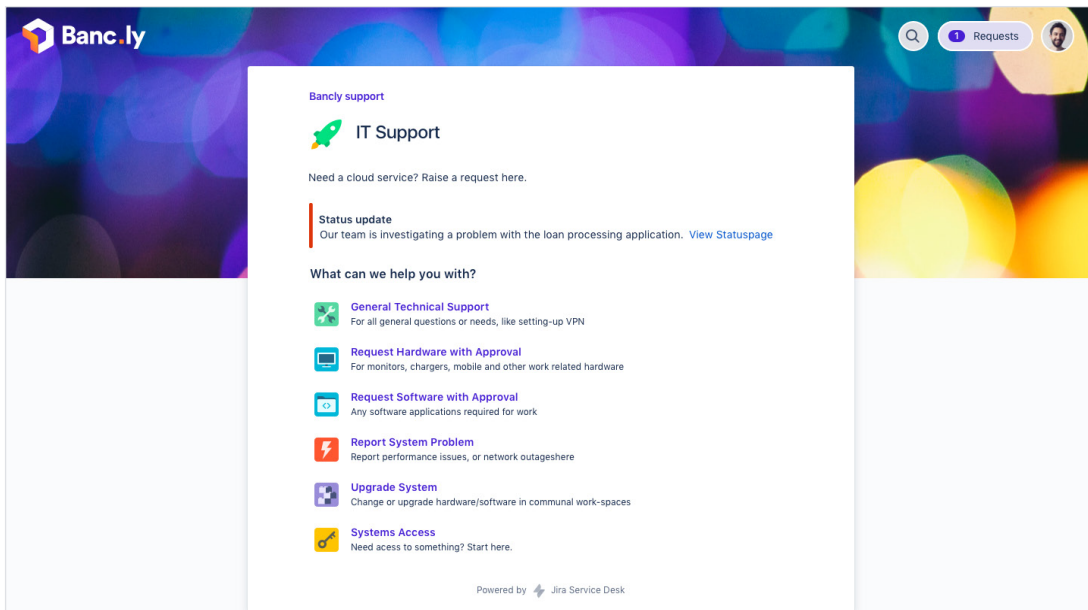 Banc.ly
1 Requests
Bancly support
IT Support
Need a cloud service? Raise a request here.
Status update
Our team is investigating a problem with the loan processing application. View Statuspage
What can we help you with?
General Technical Support
For all general questions or needs, like setting-up VPN
Request Hardware with Approval
For monitors, chargers, mobile and other work related hardware
Request Software with Approval
Any software applications required for work
Report System Problem
Report performance issues, or network outageshere
Upgrade System
Change or upgrade hardware/software in communal work-spaces
Systems Access
Need acess to something? Start here.
Powered by Jira Service Desk